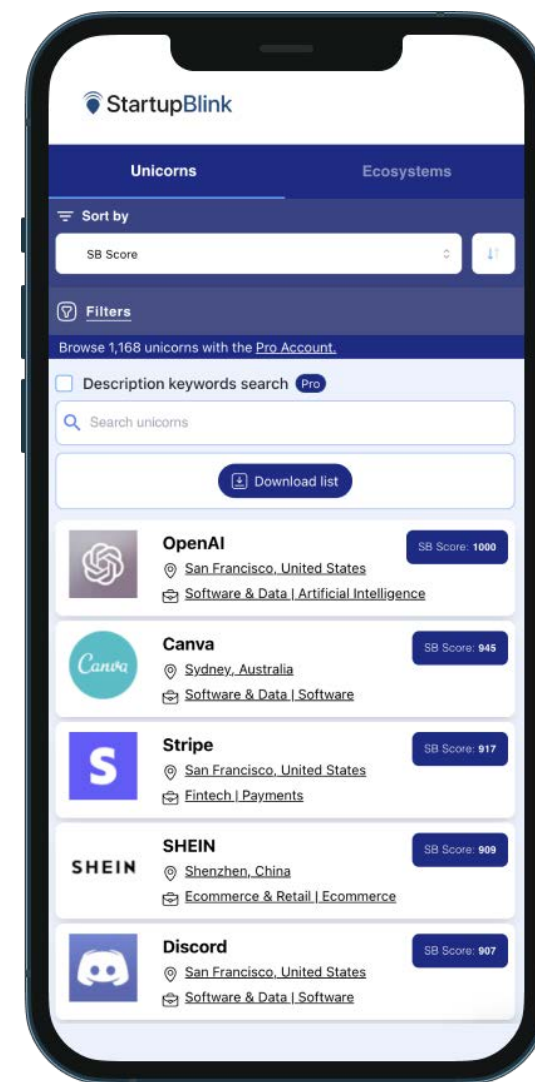 StartupBlink
Unicorns
Ecosystems
Sort by
SB Score
Filters
Browse 1,168 unicorns with the Pro Account.
Description keywords search Pro
Search unicorns
Download list
OpenAI
SB Score: 1000
San Francisco, United States
Software & Data | Artificial Intelligence
Canva
Canva
SB Score: 945
Sydney, Australia
Software & Data | Software
S
Stripe
SB Score: 917
San Francisco, United States
Fintech | Payments
SHEIN
SHEIN
SB Score: 909
Shenzhen, China
Ecommerce & Retail | Ecommerce
Discord
SB Score: 907
San Francisco, United States
Software & Data | Software